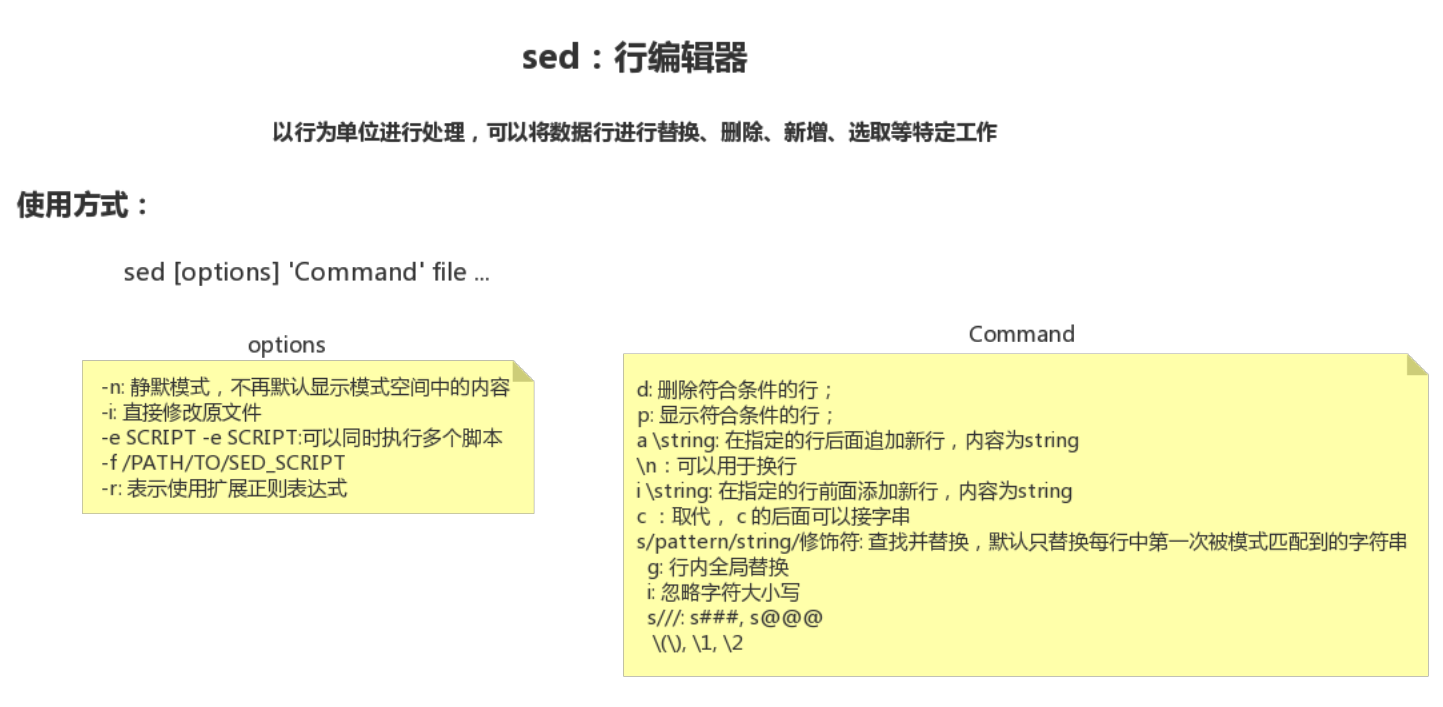 sed：行编辑器
以行为单位进行处理，可以将数据行进行替换、删除、新增、选取等特定工作
使用方式：
sed [options] 'Command' file ...
options
-n: 静默模式，不再默认显示模式空间中的内容
-i: 直接修改原文件
-e SCRIPT -e SCRIPT:可以同时执行多个脚本
-f /PATH/TO/SED_SCRIPT
-r: 表示使用扩展正则表达式
Command
d: 删除符合条件的行；
p: 显示符合条件的行；
a \string: 在指定的行后面追加新行，内容为string
\n：可以用于换行
i \string: 在指定的行前面添加新行，内容为string
c ：取代， c 的后面可以接字串
s/pattern/string/修饰符: 查找并替换，默认只替换每行中第一次被模式匹配到的字符串
g: 行内全局替换
i: 忽略字符大小写
s///: s###, s@@@
\(\), \1, \2